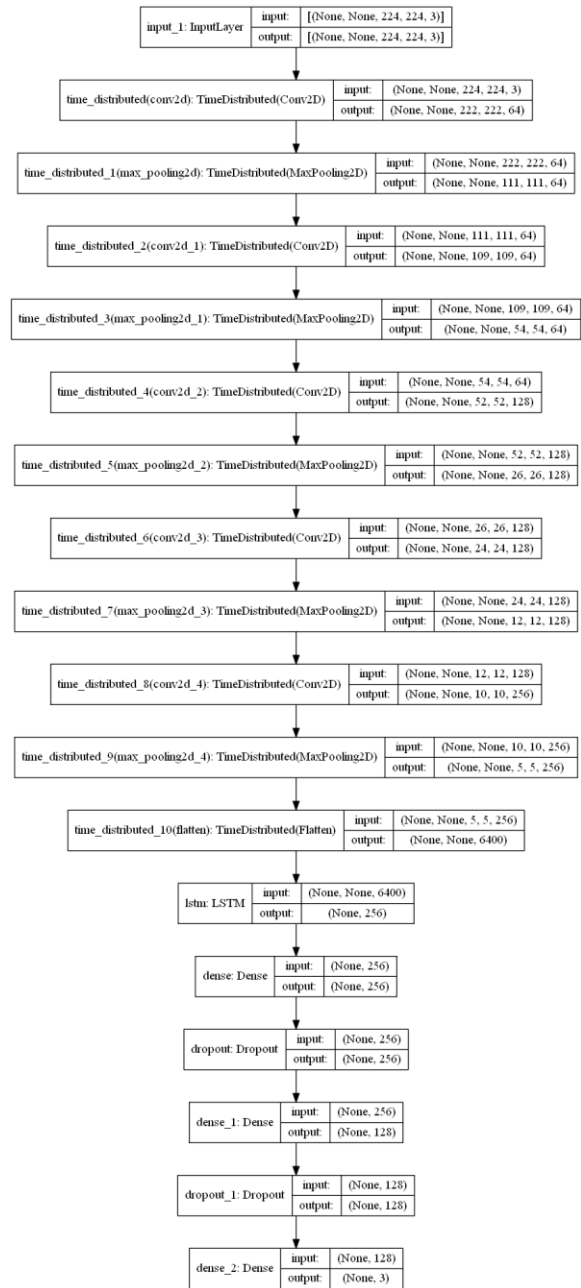 input_1: InputLayer
input: [(None, None, 224, 224, 3)]
output: [(None, None, 224, 224, 3)]
time_distributed(conv2d): TimeDistributed(Conv2D)
input: (None, None, 224, 224, 3)
output: (None, None, 222, 222, 64)
time_distributed_1(max_pooling2d): TimeDistributed(MaxPooling2D)
input: (None, None, 222, 222, 64)
output: (None, None, 111, 111, 64)
time_distributed_2(conv2d_1): TimeDistributed(Conv2D)
input: (None, None, 111, 111, 64)
output: (None, None, 109, 109, 64)
time_distributed_3(max_pooling2d_1): TimeDistributed(MaxPooling2D)
input: (None, None, 109, 109, 64)
output: (None, None, 54, 54, 64)
time_distributed_4(conv2d_2): TimeDistributed(Conv2D)
input: (None, None, 54, 54, 64)
output: (None, None, 52, 52, 128)
time_distributed_5(max_pooling2d_2): TimeDistributed(MaxPooling2D)
input: (None, None, 52, 52, 128)
output: (None, None, 26, 26, 128)
time_distributed_6(conv2d_3): TimeDistributed(Conv2D)
input: (None, None, 26, 26, 128)
output: (None, None, 24, 24, 128)
time_distributed_7(max_pooling2d_3): TimeDistributed(MaxPooling2D)
input: (None, None, 24, 24, 128)
output: (None, None, 12, 12, 128)
time_distributed_8(conv2d_4): TimeDistributed(Conv2D)
input: (None, None, 12, 12, 128)
output: (None, None, 10, 10, 256)
time_distributed_9(max_pooling2d_4): TimeDistributed(MaxPooling2D)
input: (None, None, 10, 10, 256)
output: (None, None, 5, 5, 256)
time_distributed_10(flatten): TimeDistributed(Flatten)
input: (None, None, 5, 5, 256)
output: (None, None, 6400)
lstm: LSTM
input: (None, None, 6400)
output: (None, 256)
dense: Dense
input: (None, 256)
output: (None, 256)
dropout: Dropout
input: (None, 256)
output: (None, 256)
dense_1: Dense
input: (None, 256)
output: (None, 128)
dropout_1: Dropout
input: (None, 128)
output: (None, 128)
dense_2: Dense
input: (None, 128)
output: (None, 3)